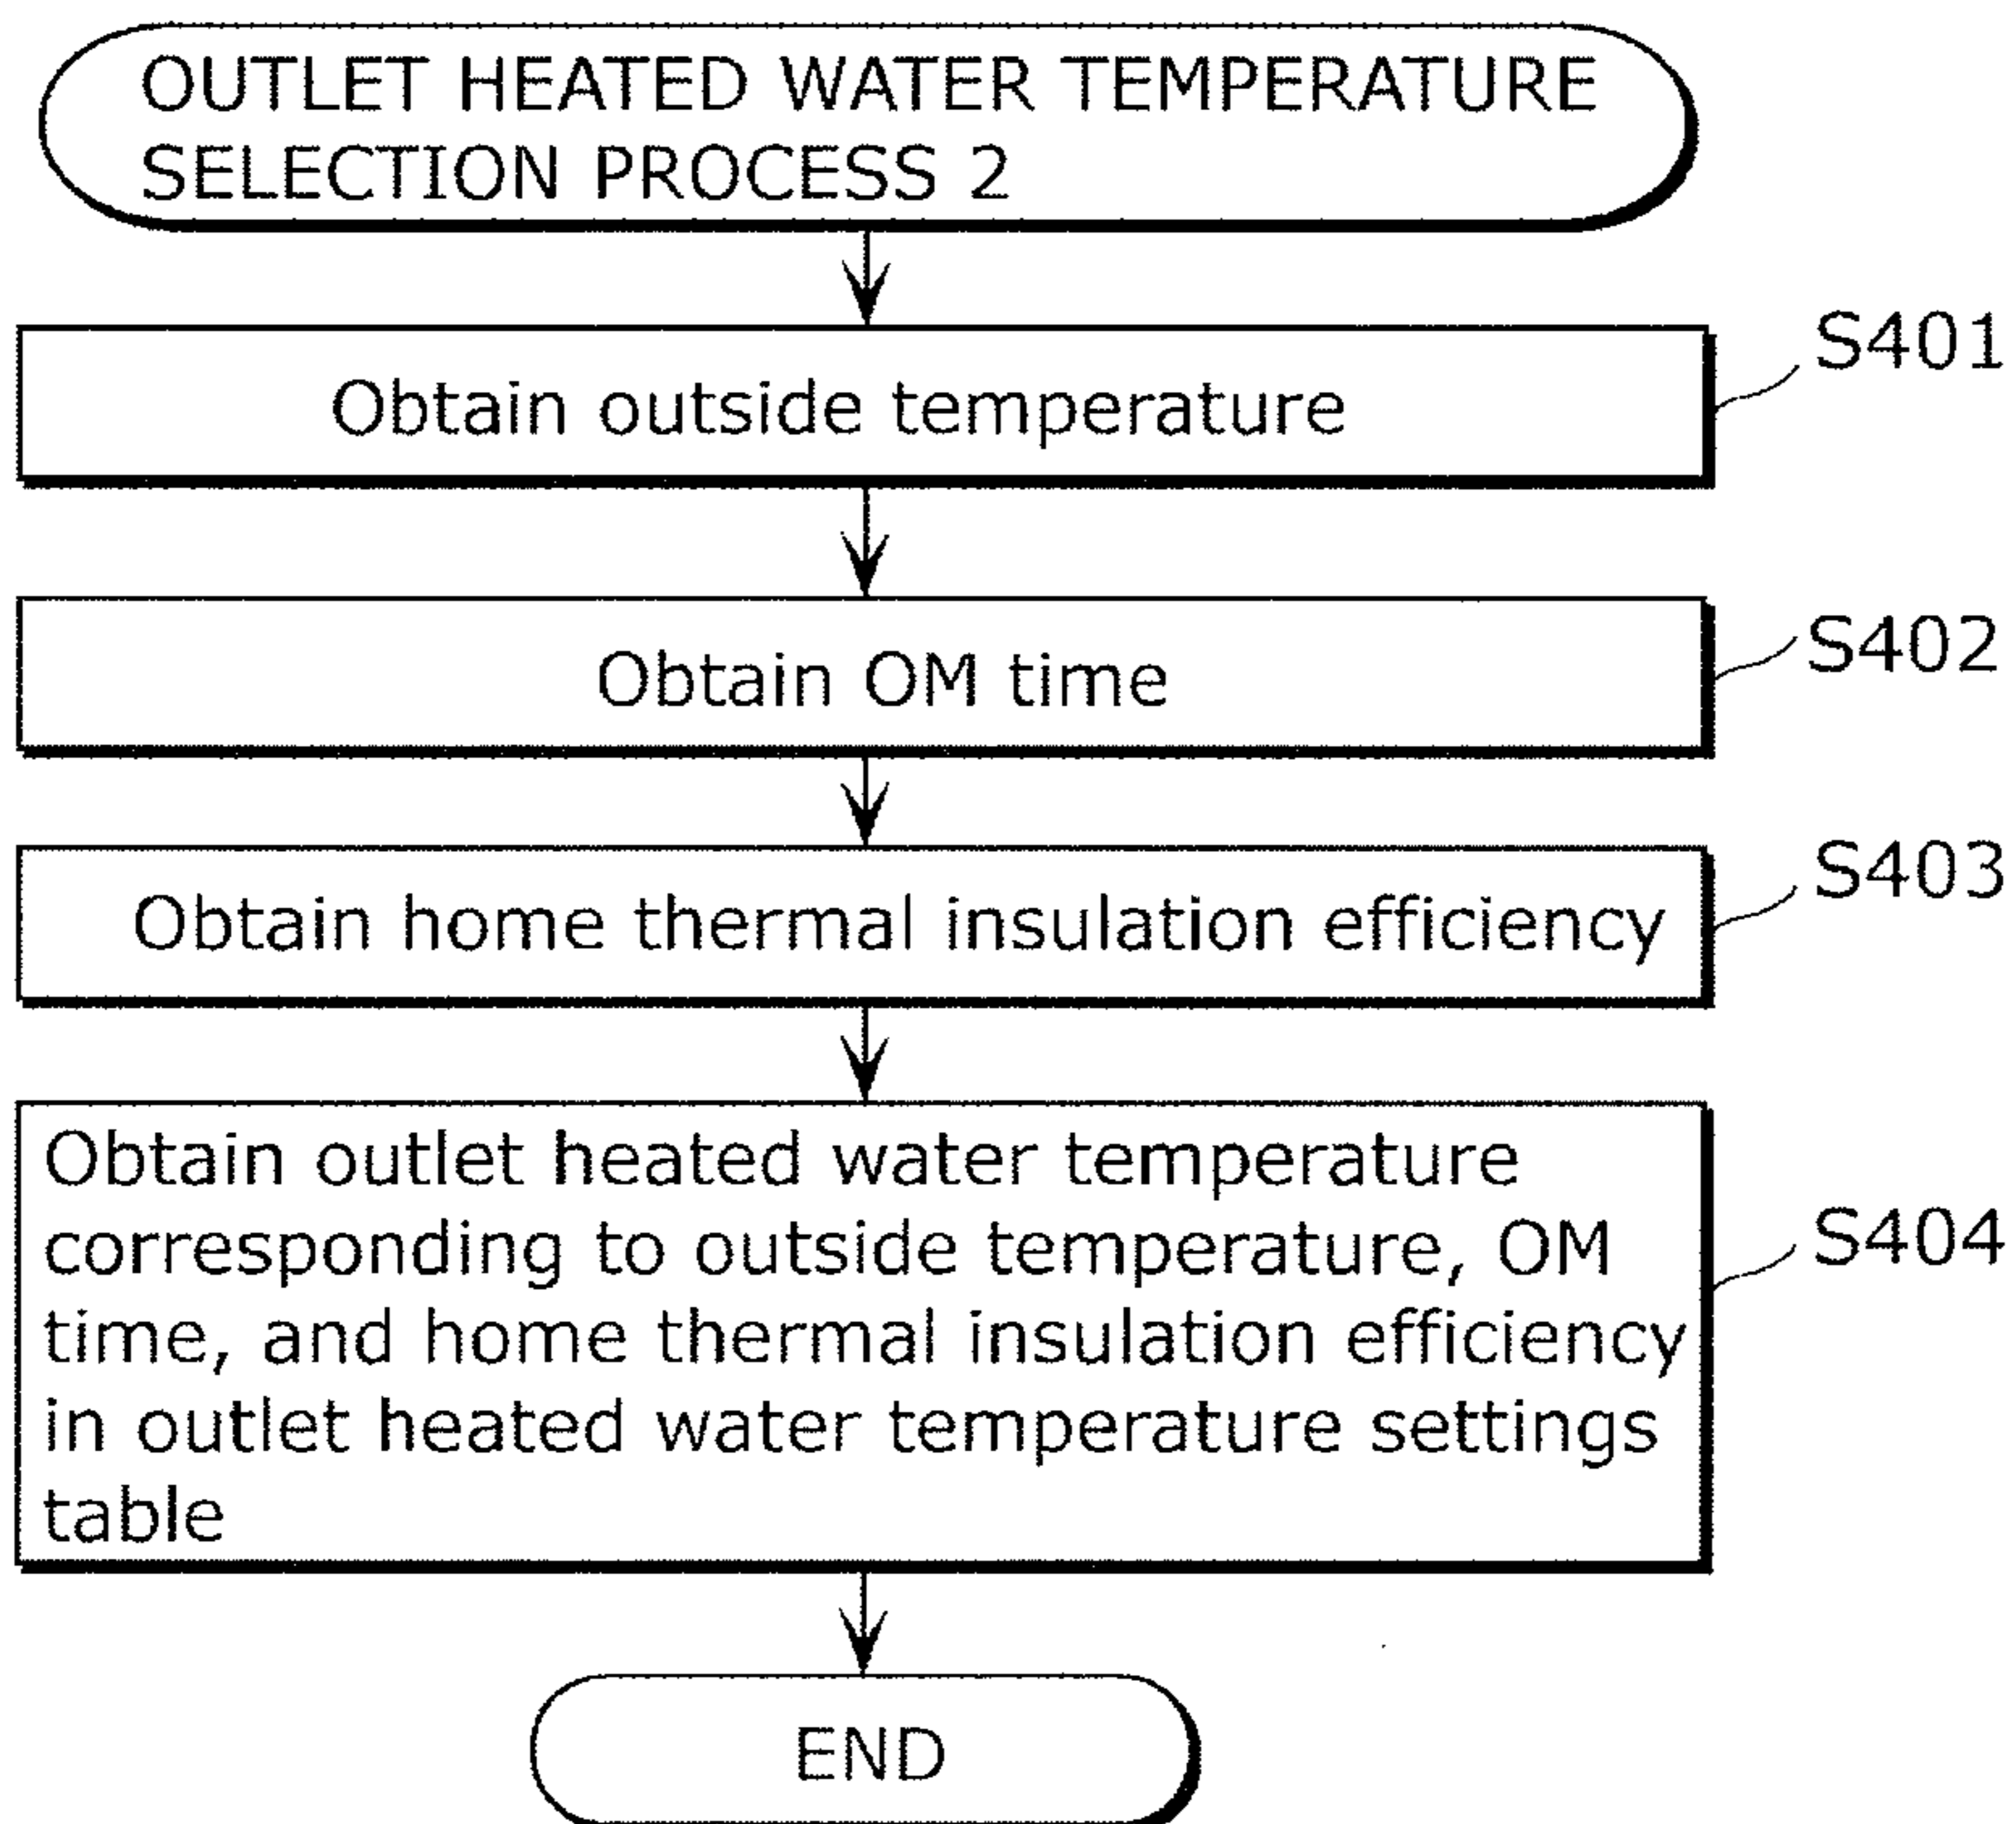 OUTLET HEATED WATER TEMPERATURE
SELECTION PROCESS 2
S401
Obtain outside temperature
S402
Obtain OM time
S403
Obtain home thermal insulation efficiency
S404
Obtain outlet heated water temperature
corresponding to outside temperature, OM
time, and home thermal insulation efficiency
in outlet heated water temperature settings
table
END